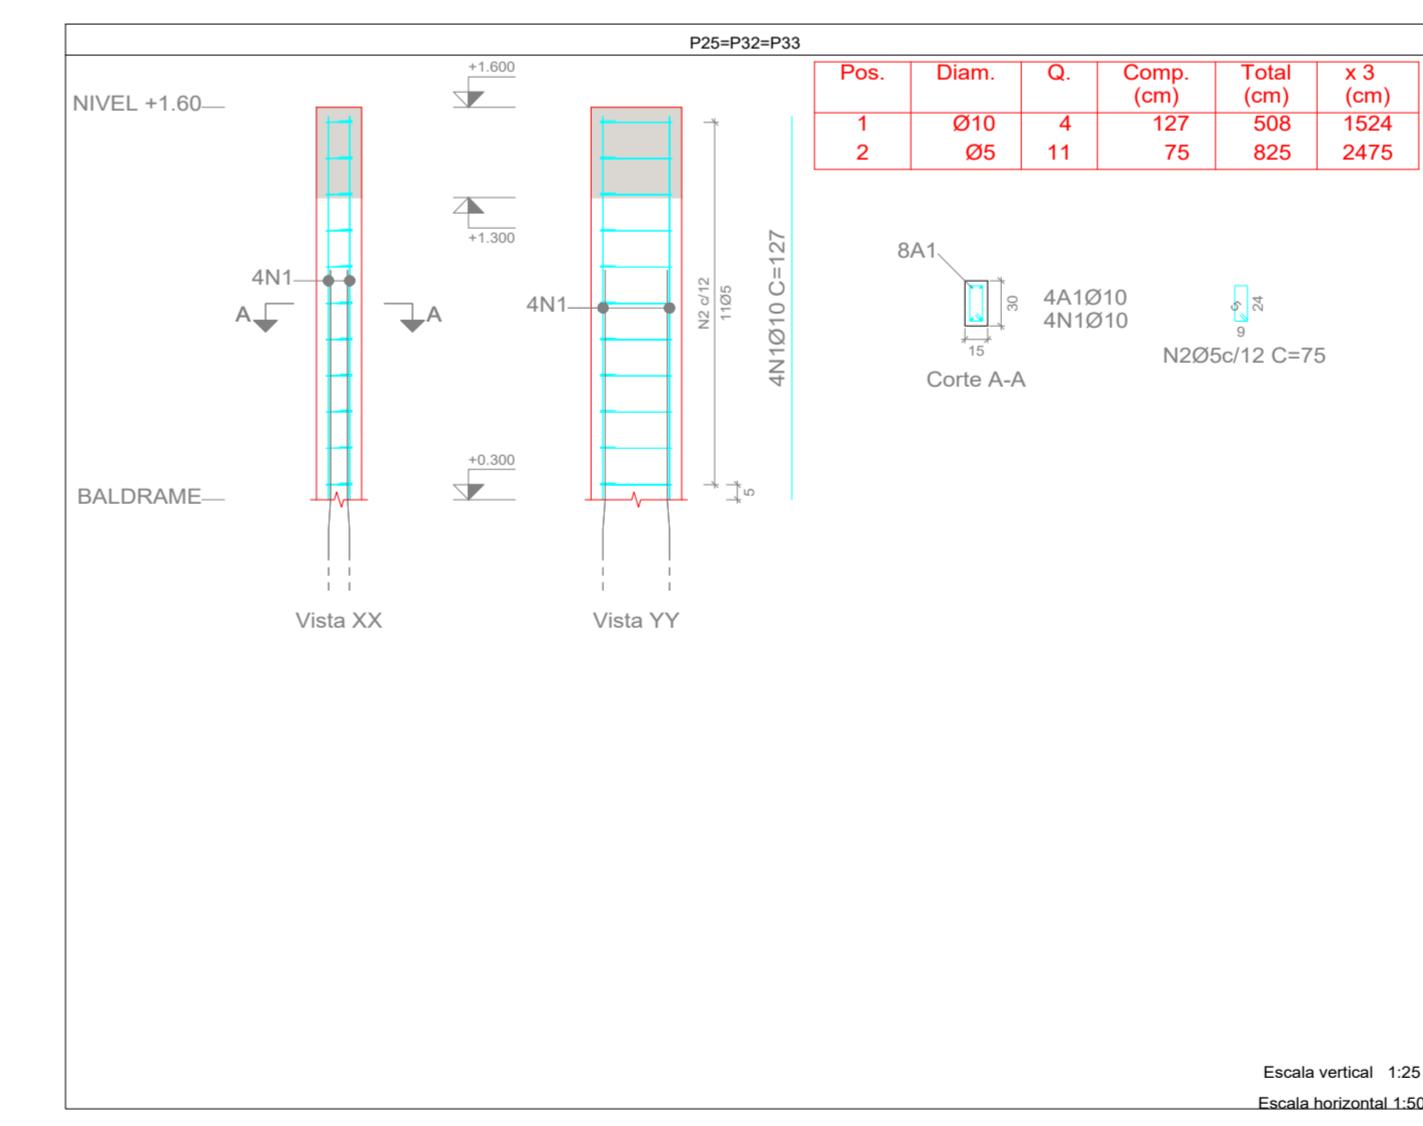 P25=P32=P33
NIVEL +1.60
+1.600
+1.300
4N1
A
A
4N1
N2 c/12
11Ø5
4N1Ø10 C=127
BALDRAME
+0.300
5
Vista XX
Vista YY
Pos. Diam. Q. Comp. (cm) Total (cm) x 3 (cm)
1 Ø10 4 127 508 1524
2 Ø5 11 75 825 2475
8A1
30
15
4A1Ø10
4N1Ø10
Corte A-A
5
24
9
N2Ø5c/12 C=75
Escala vertical 1:25
Escala horizontal 1:50